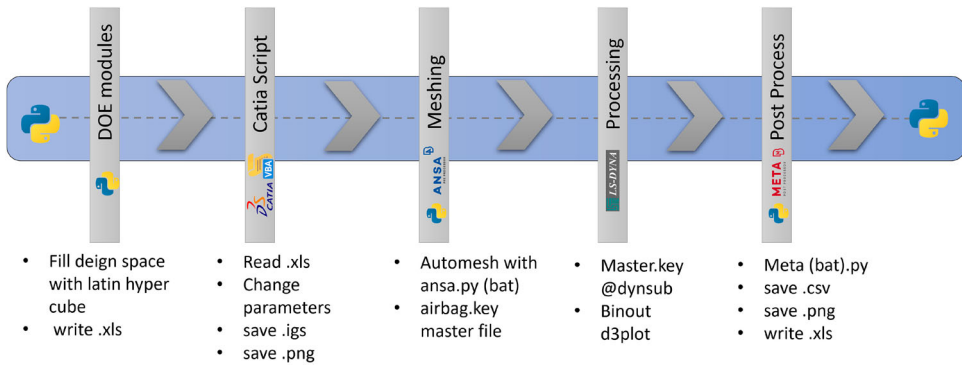 DOE modules
Catia Script
Meshing
Processing
Post Process
VBA
DS CATIA
ANSA
LS-DYNA
META
• Fill deign space
with latin hyper
cube
• write .xls
• Read .xls
• Change
parameters
• save .igs
• save .png
• Automesh with
ansa.py (bat)
• airbag.key
master file
• Master.key
@dynsub
• Binout
d3plot
• Meta (bat).py
• save .csv
• save .png
• write .xls